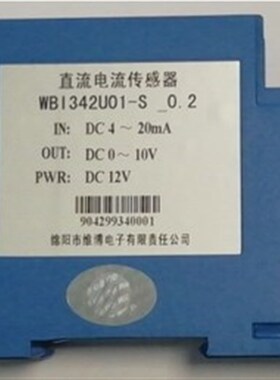 直流电流传感器
WBI342U01-S _0.2
IN: DC 4～20mA
OUT: DC 0～10V
PWR: DC 12V
904299340001
绵阳市维博电子有限责任公司